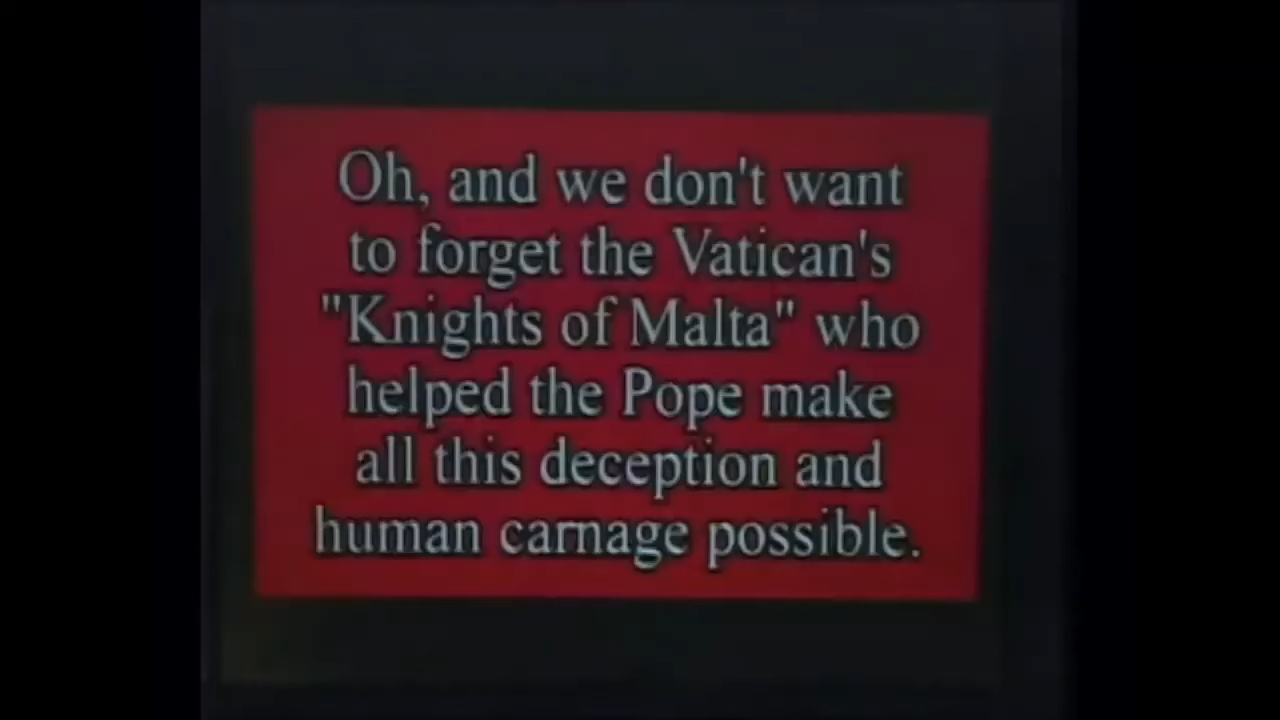 Oh, and we don't want
to forget the Vatican's
"Knights of Malta" who
helped the Pope make
all this deception and
human carnage possible.